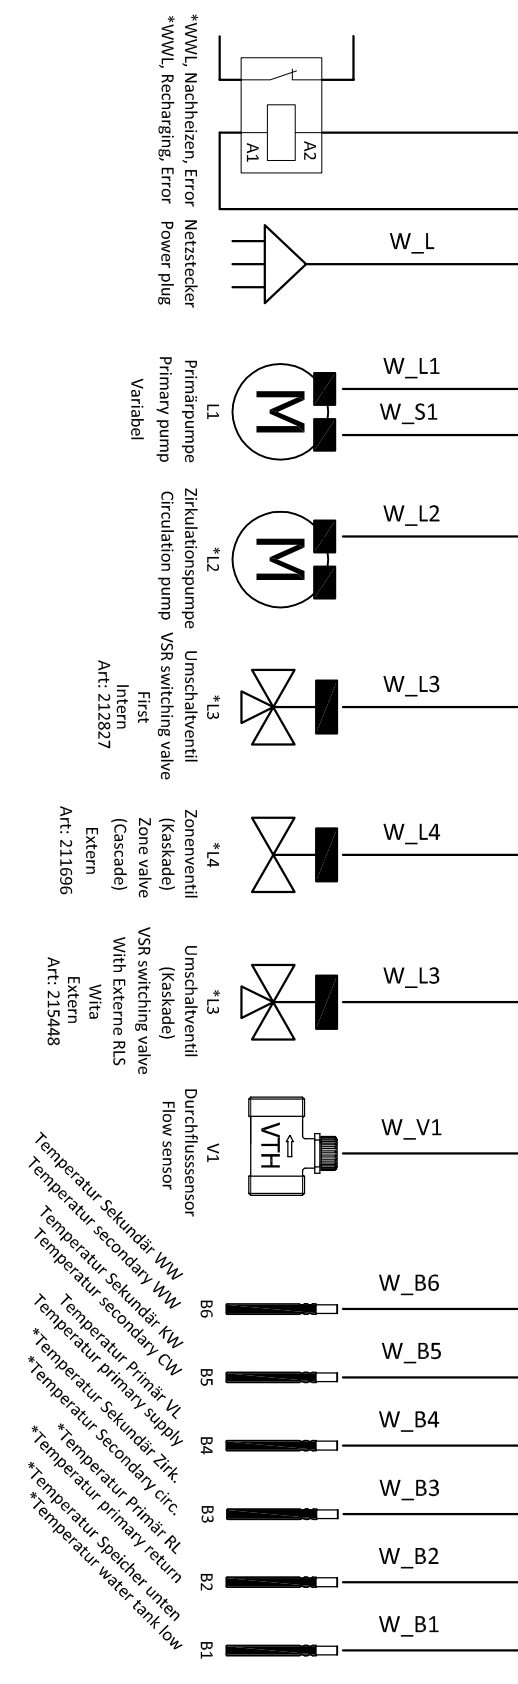 *WWL, Nachheizen, Error
*WWL, Recharging, Error
A1
A2
Netzstecker
Power plug
W_L
L1
Primärpumpe
Primary pump
Variabel
M
W_L1
W_S1
*L2
Zirkulationspumpe
Circulation pump
M
W_L2
*L3
Umschaltventil
VSR switching valve
First
Intern
Art: 212827
W_L3
*L4
Zonenventil
(Kaskade)
Zone valve
(Cascade)
Extern
Art: 211696
W_L4
*L3
Umschaltventil
(Kaskade)
VSR switching valve
With Externe RLS
Wita
Extern
Art: 215448
W_L3
V1
Durchflusssensor
Flow sensor
VTH
W_V1
Temperatur Sekundär WW
Temperatur secondary WW
B6
W_B6
Temperatur Sekundär KW
Temperatur secondary CW
B5
W_B5
Temperatur Primär VL
Temperatur primary supply
B4
W_B4
*Temperatur Sekundär Zirk.
*Temperatur Secondary circ.
B3
W_B3
*Temperatur Primär RL
*Temperatur primary return
B2
W_B2
*Temperatur Speicher unten
*Temperatur water tank low
B1
W_B1